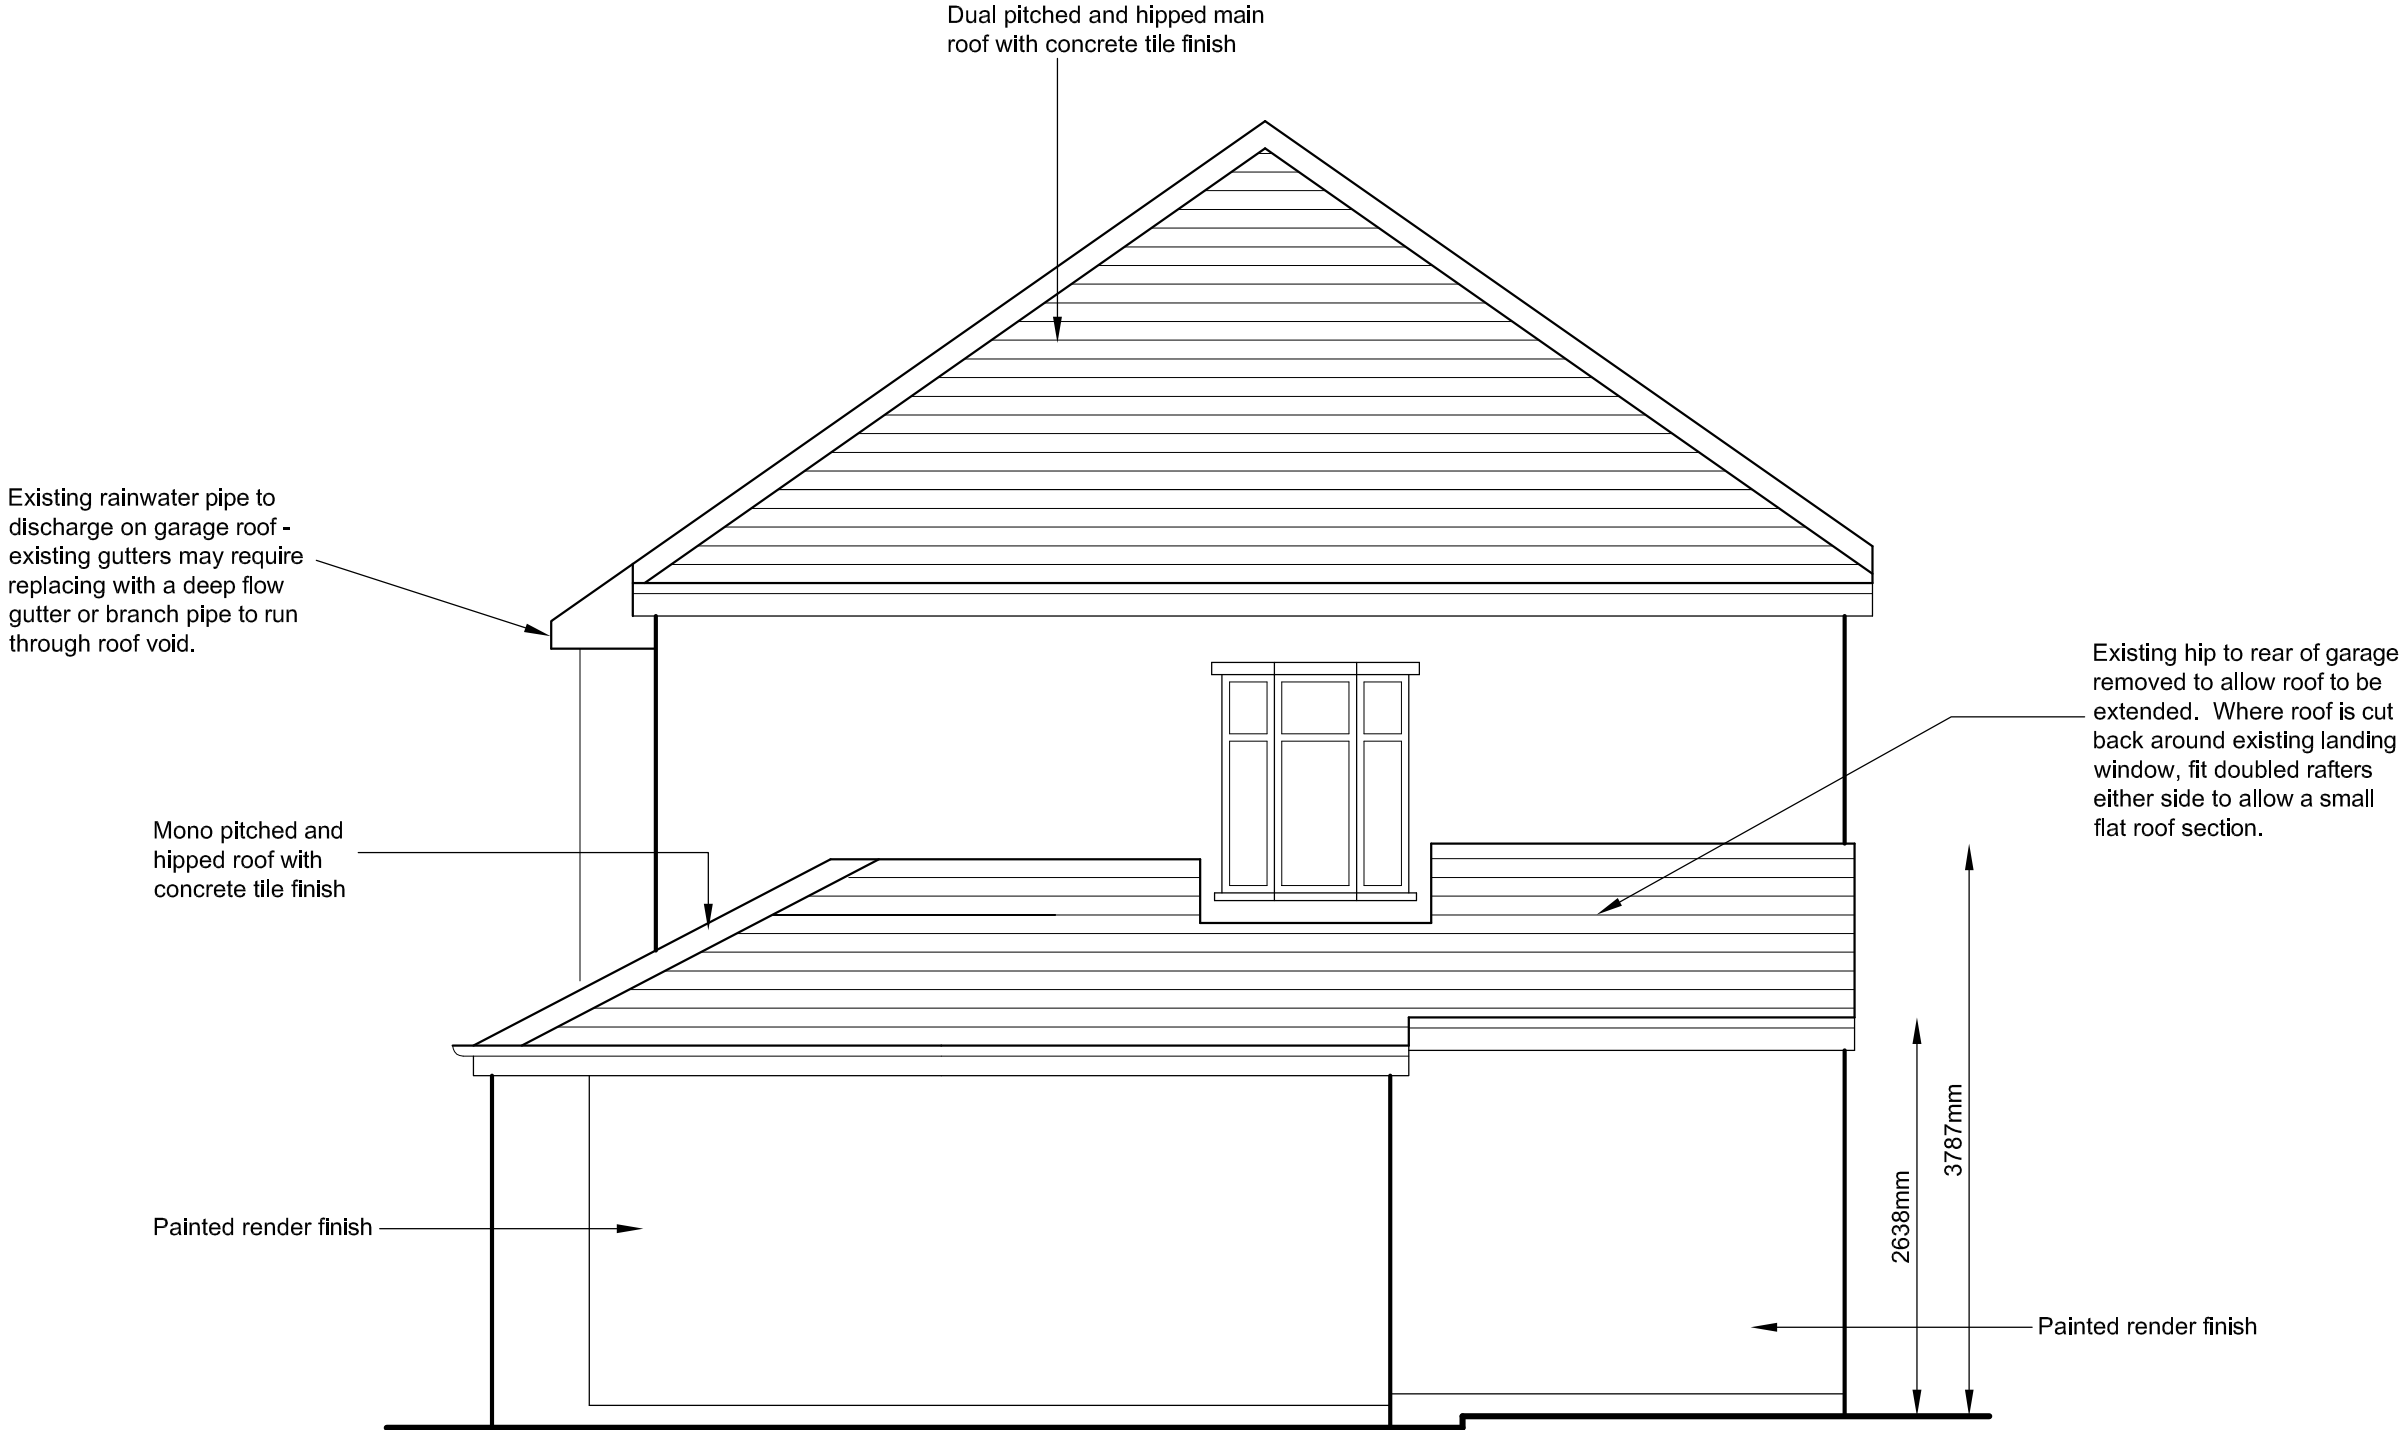 Dual pitched and hipped main
roof with concrete tile finish
Existing rainwater pipe to
discharge on garage roof -
existing gutters may require
replacing with a deep flow
gutter or branch pipe to run
through roof void.
Existing hip to rear of garage
removed to allow roof to be
extended.  Where roof is cut
back around existing landing
window, fit doubled rafters
either side to allow a small
flat roof section.
Mono pitched and
hipped roof with
concrete tile finish
3787mm
2638mm
Painted render finish
Painted render finish